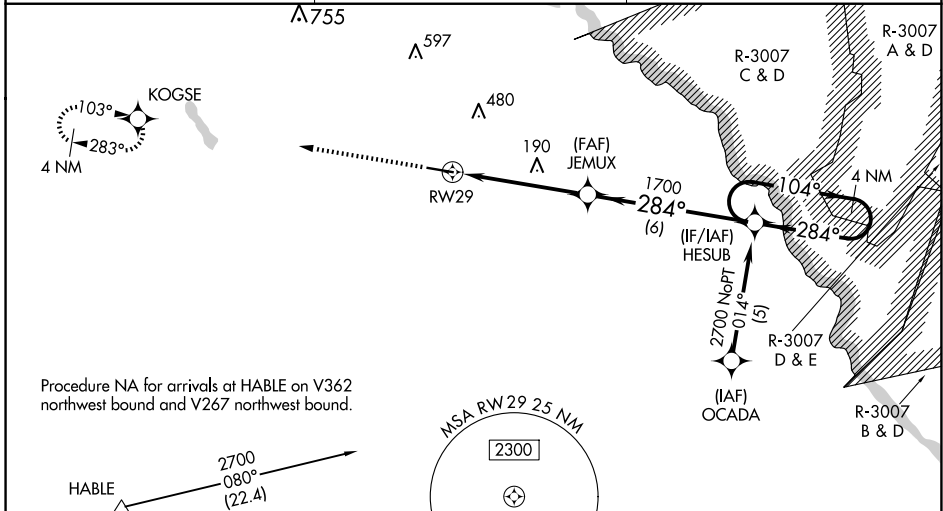 755
597
R-3007
A & D
R-3007
C & D
KOGSE
103°
480
283°
4 NM
(FAF)
JEMUX
190
RW29
1700
284°
(6)
104°
4 NM
(IF/IAF)
HESUB
284°
2700 NoPT
014°
(5)
R-3007
D & E
(IAF)
OCADA
R-3007
B & D
Procedure NA for arrivals at HABLE on V362
northwest bound and V267 northwest bound.
MSA RW29 25 NM
2300
HABLE
2700
080°
(22.4)